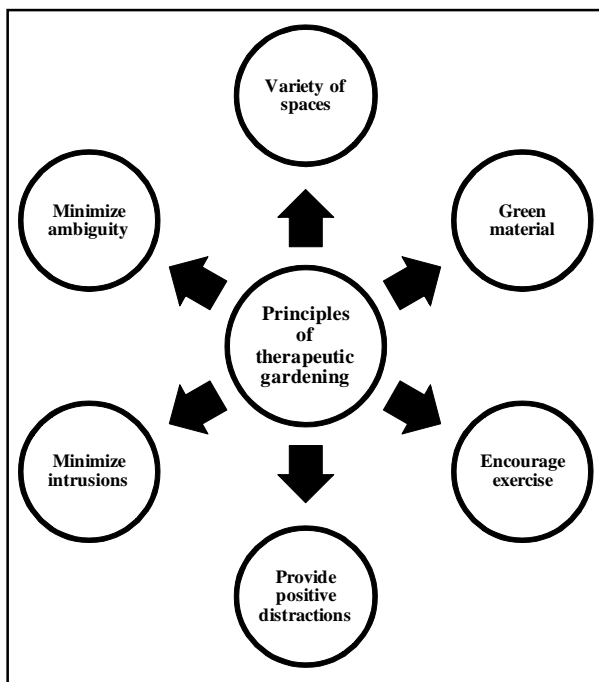 Variety of
spaces
Green
material
Encourage
exercise
Provide
positive
distractions
Minimize
intrusions
Minimize
ambiguity
Principles
of
therapeutic
gardening